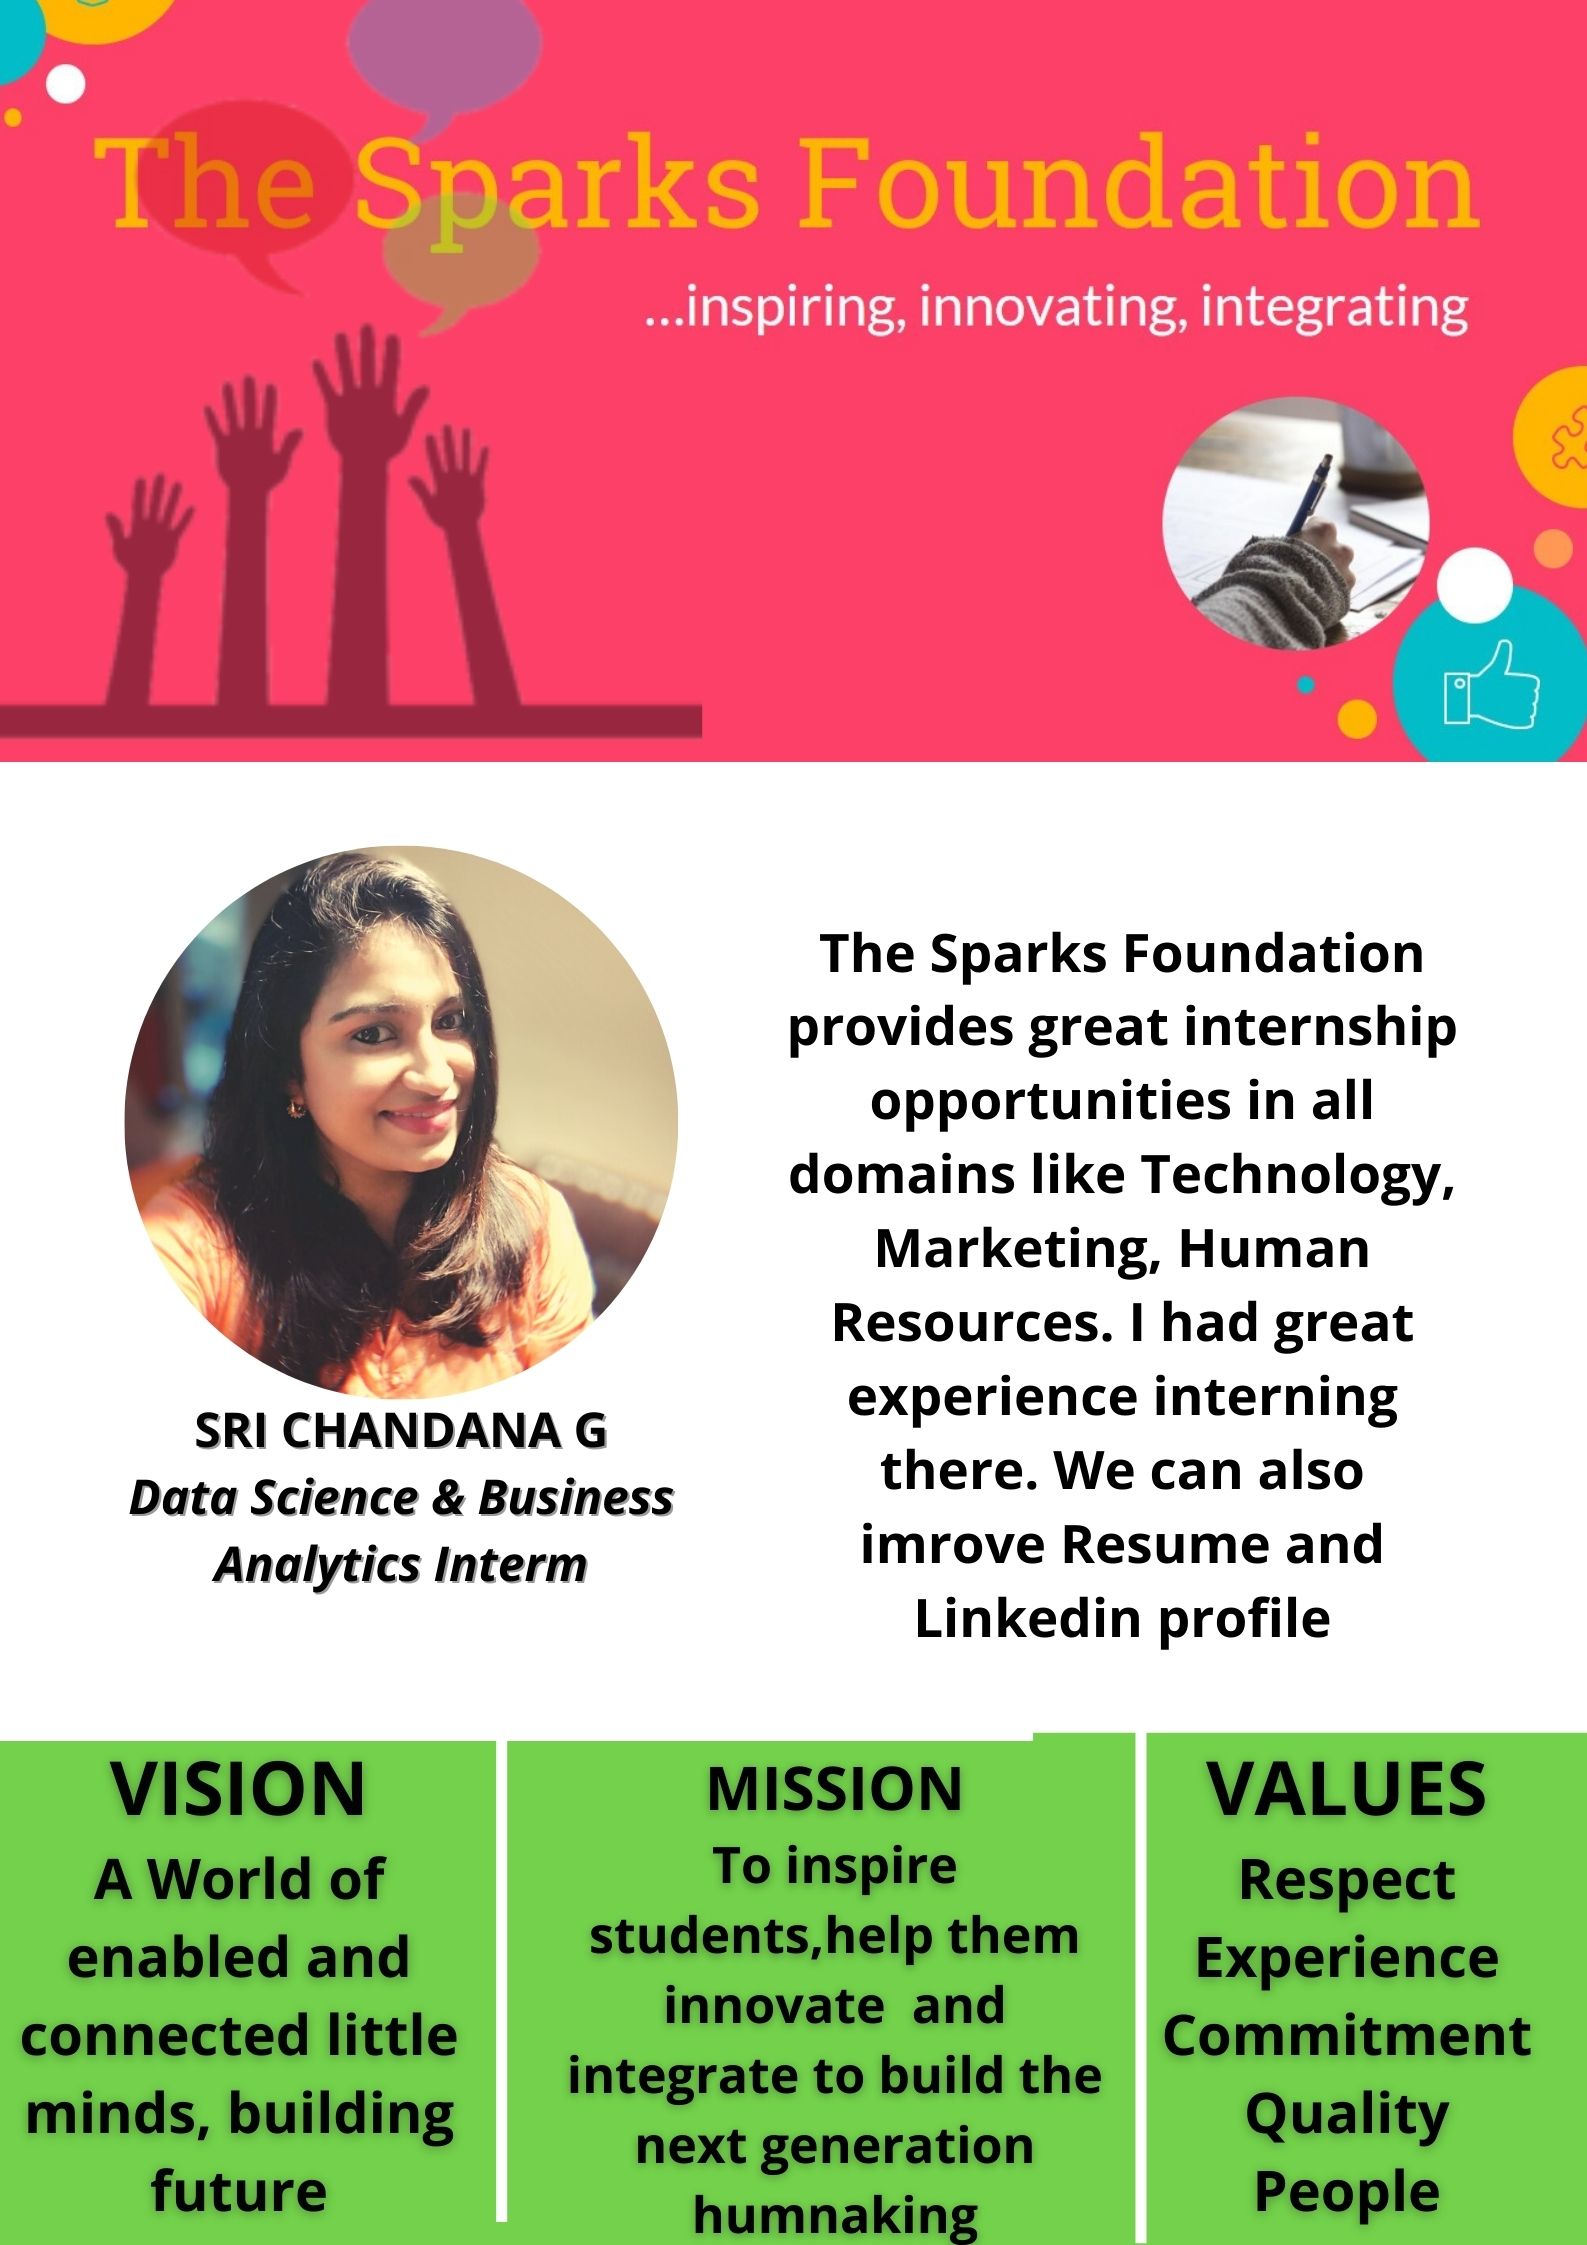 The Sparks Foundation
...inspiring, innovating, integrating
SRI CHANDANA G
Data Science & Business
Analytics Interm
The Sparks Foundation
provides great internship
opportunities in all
domains like Technology,
Marketing, Human
Resources. I had great
experience interning
there. We can also
imrove Resume and
Linkedin profile
VISION
A World of
enabled and
connected little
minds, building
future
MISSION
To inspire
students,help them
innovate  and
integrate to build the
next generation
humnaking
VALUES
Respect
Experience
Commitment
Quality
People